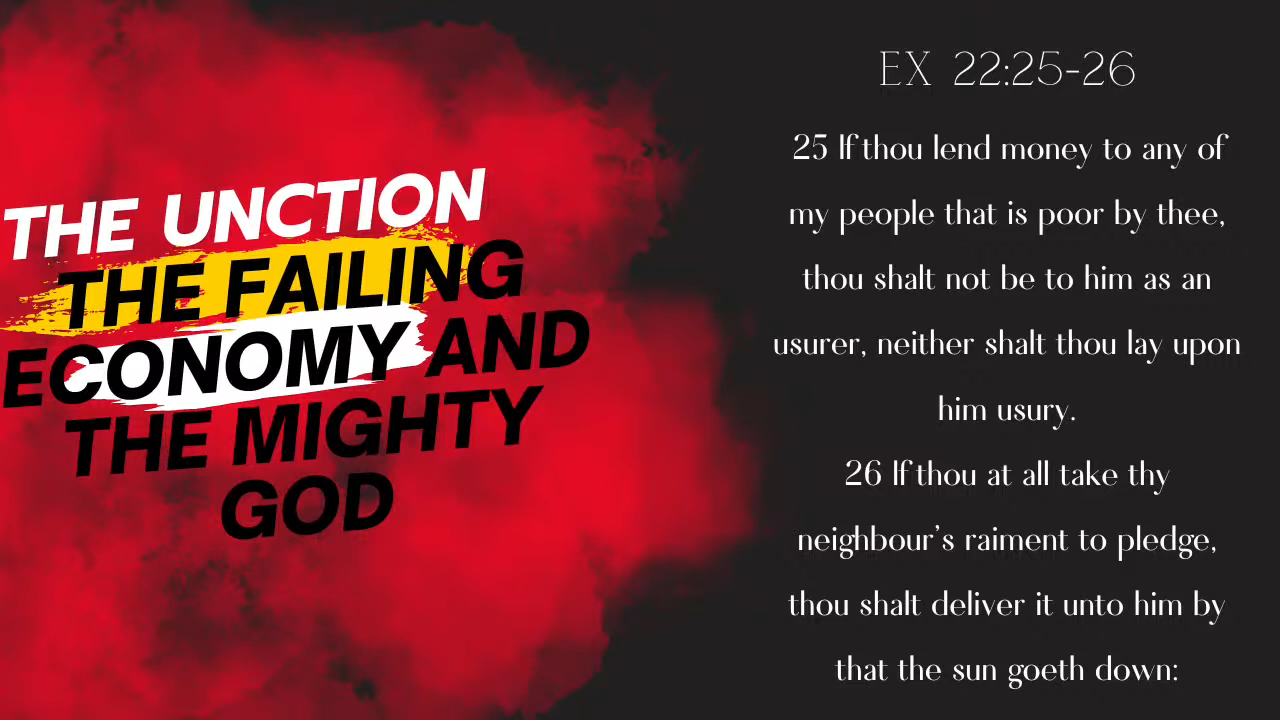 THE UNCTION
THE FAILING
ECONOMY AND
THE MIGHTY
GOD
EX 22:25-26
25 If thou lend money to any of
my people that is poor by thee,
thou shalt not be to him as an
usurer, neither shalt thou lay upon
him usury.
26 If thou at all take thy
neighbour’s raiment to pledge,
thou shalt deliver it unto him by
that the sun goeth down: